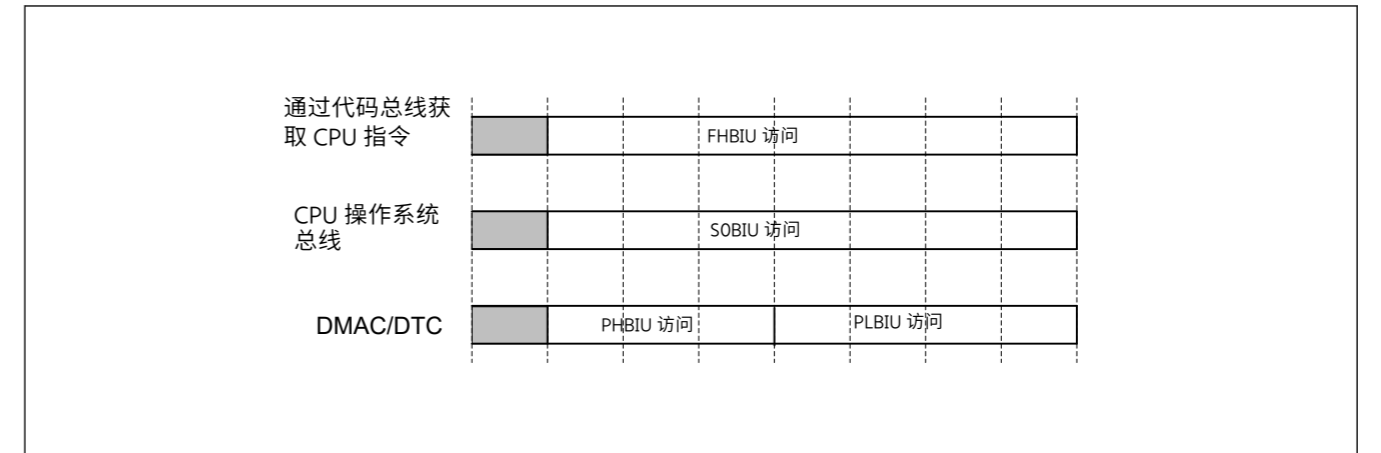 通过代码总线获
取 CPU 指令
FHBIU 访问
CPU 操作系统
总线
S0BIU 访问
DMAC/DTC
PHBIU 访问
PLBIU 访问